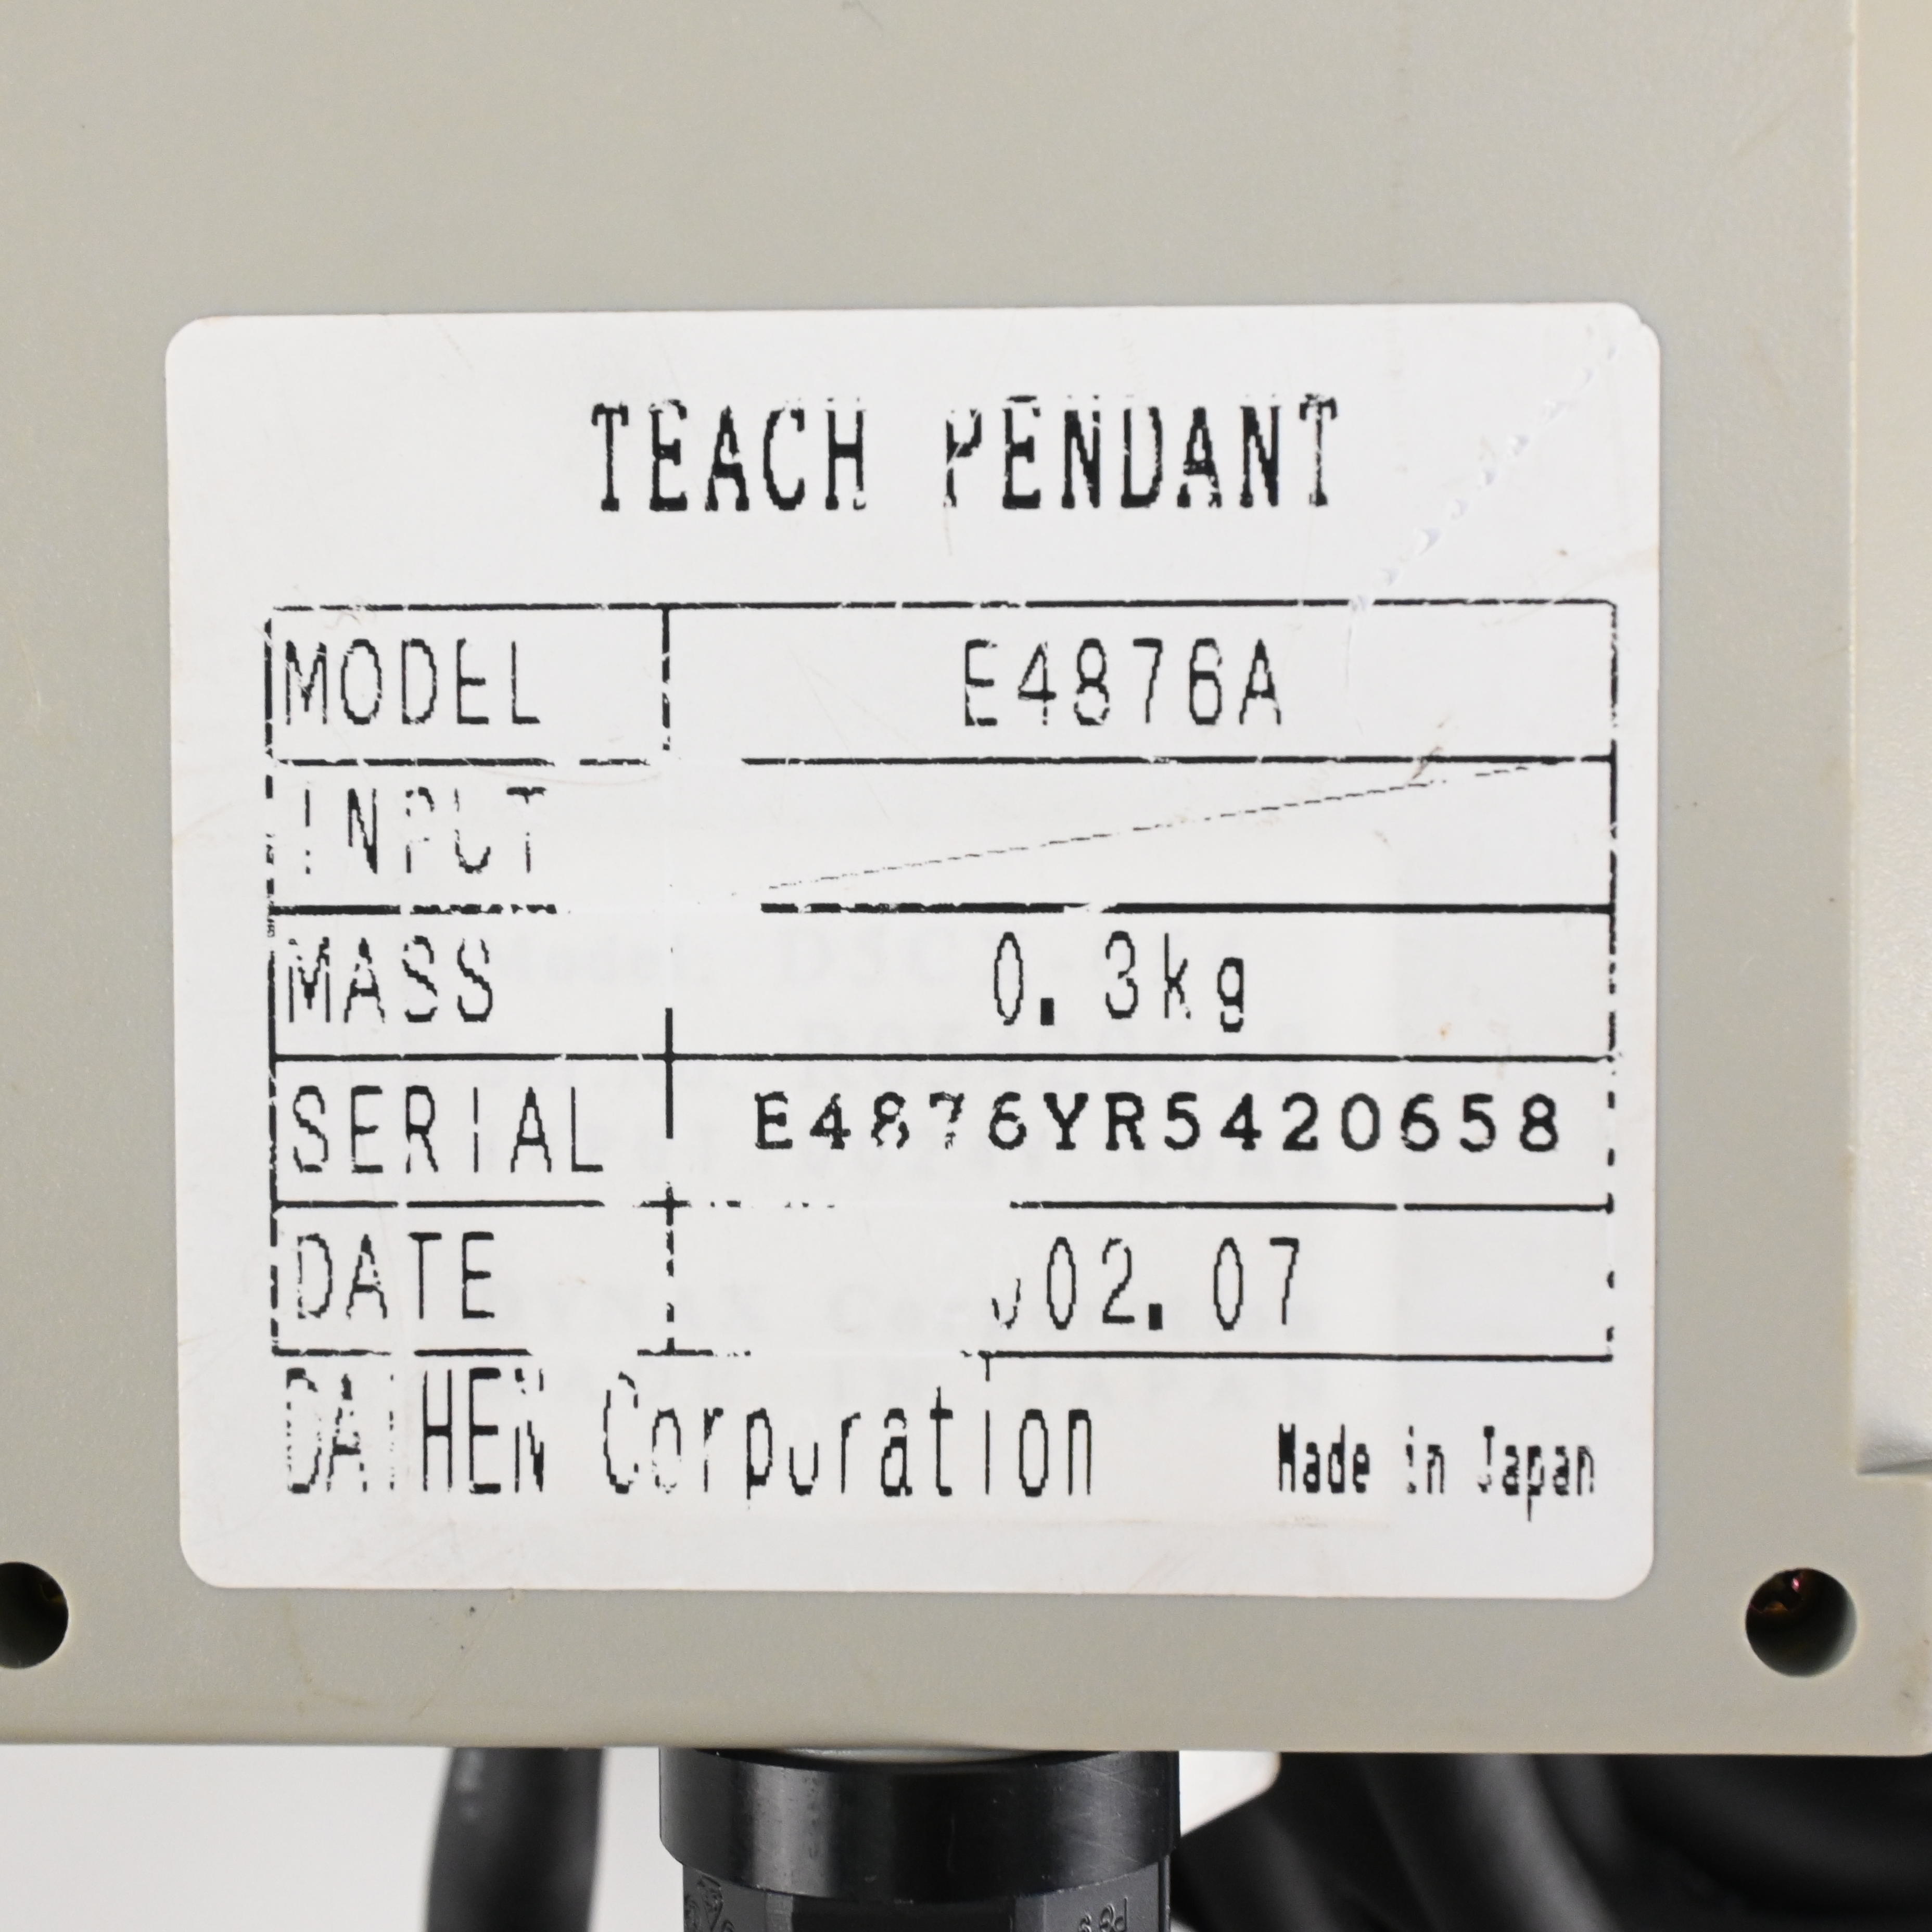 TEACH PENDANT
MODEL E4876A
INPUT
MASS 0.3kg
SERIAL E4876YR5420658
DATE 02.07
DAIHEN Corporation Made in Japan